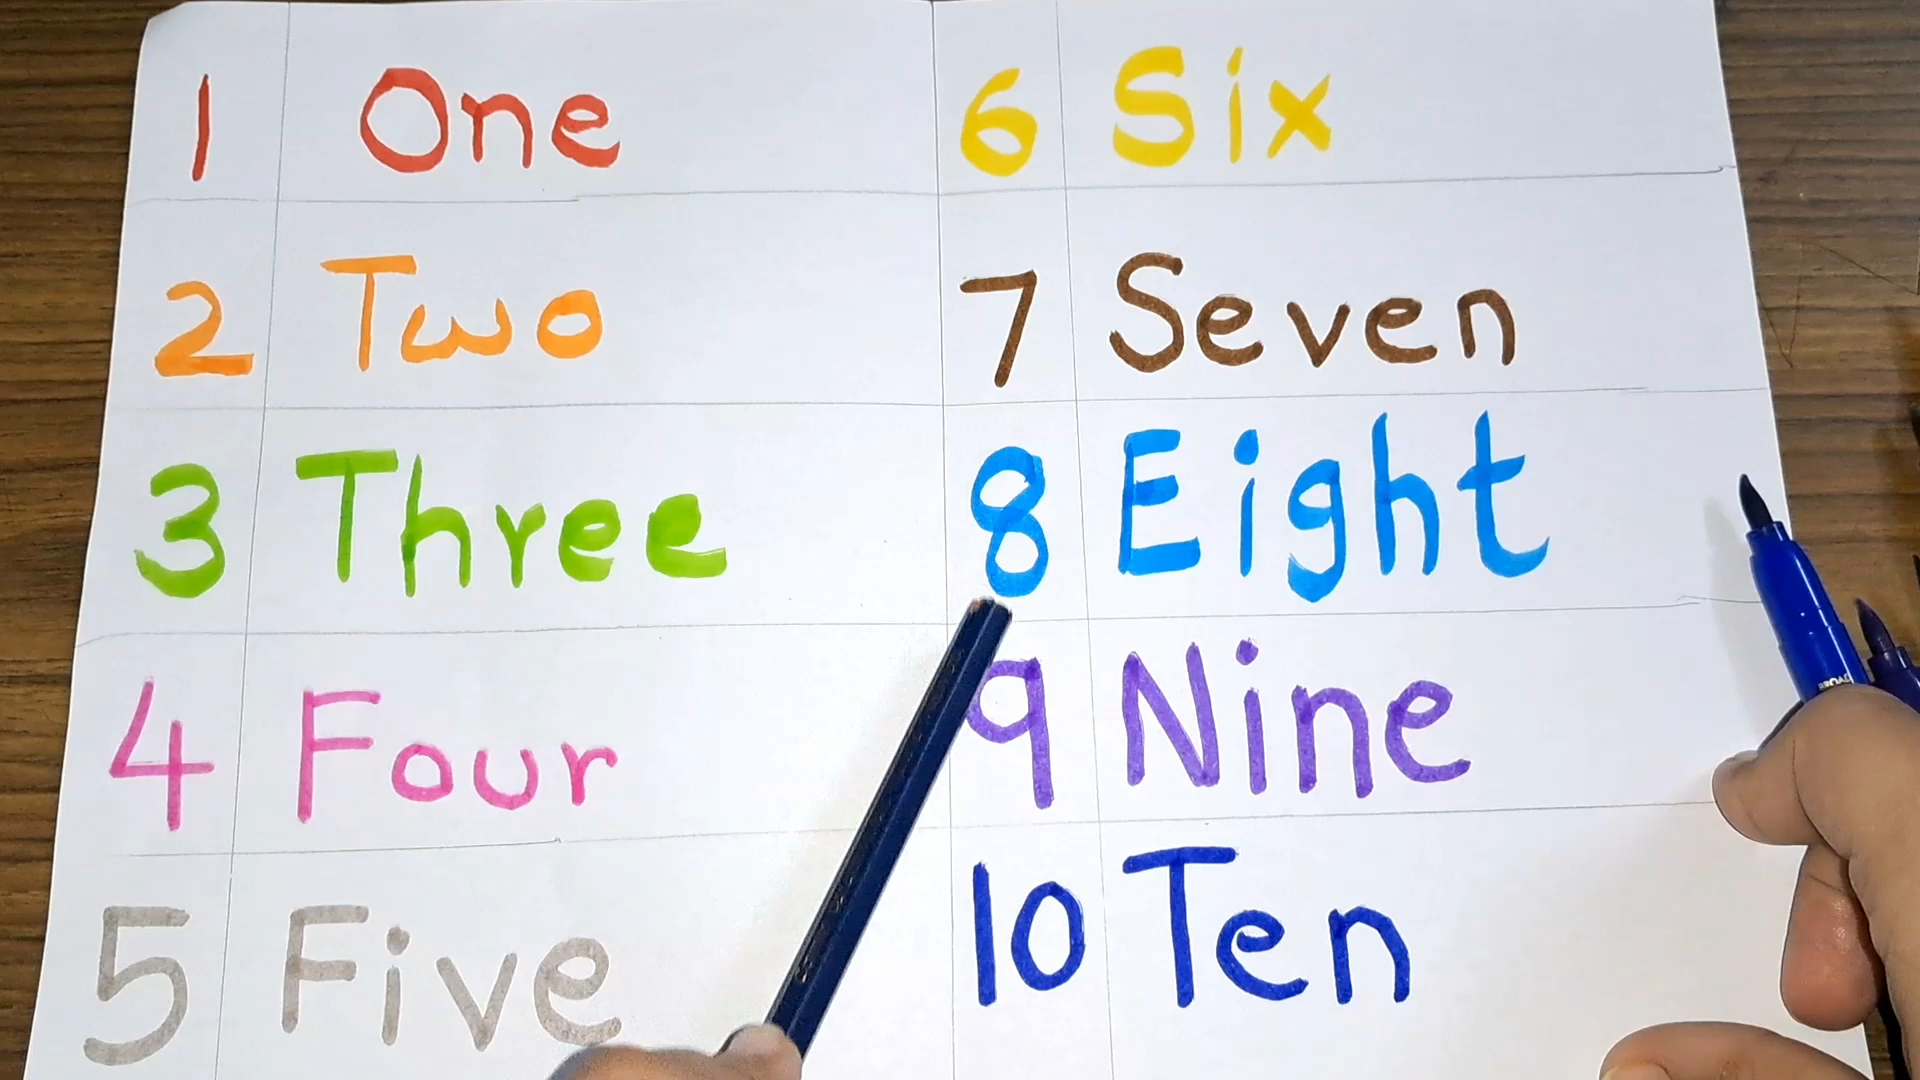 1 One
2 Two
3 Three
4 Four
5 Five
6 Six
7 Seven
8 Eight
9 Nine
10 Ten